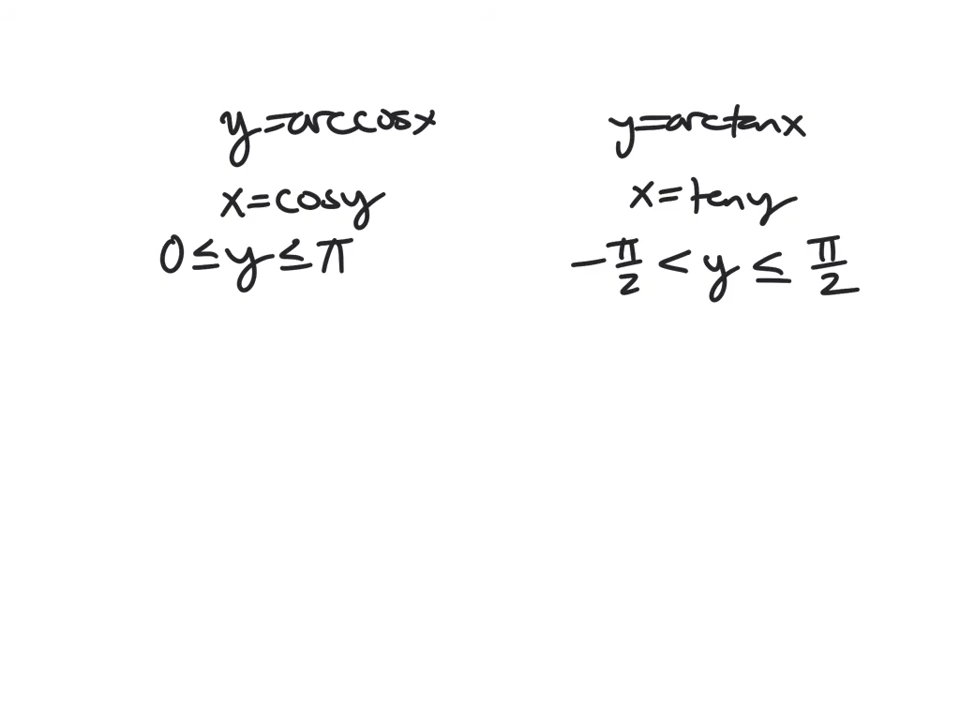 y=arccosx
x=cosy
0≤y≤π
y=arctanx
x=tany
-π/2<y≤π/2